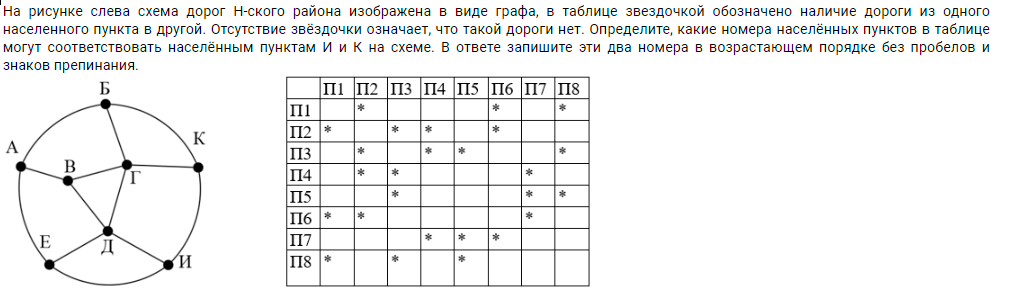 На рисунке слева схема дорог Н-ского района изображена в виде графа, в таблице звездочкой обозначено наличие дороги из одного
населенного пункта в другой. Отсутствие звёздочки означает, что такой дороги нет. Определите, какие номера населённых пунктов в таблице
могут соответствовать населённым пунктам И и К на схеме. В ответе запишите эти два номера в возрастающем порядке без пробелов и
знаков препинания.
Б
К
А
В
Г
Е
Д
И
П1 П2 П3 П4 П5 П6 П7 П8
П1 * * *
П2 * * * *
П3 * * * *
П4 * * *
П5 * * *
П6 * * *
П7 * * *
П8 * * *